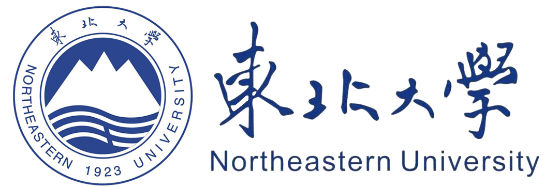 東北大學
NORTHEASTERN UNIVERSITY
1923
東北大學
Northeastern University